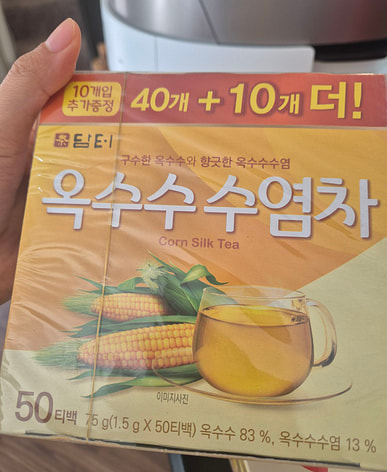 10개입
추가증정
40개 + 10개 더!
담터
구수한 옥수수와 향긋한 옥수수수염
옥수수수염차
Corn Silk Tea
이미지사진
50티백 75 g(1.5 g X 50티백) 옥수수 83 %, 옥수수수염 13 %